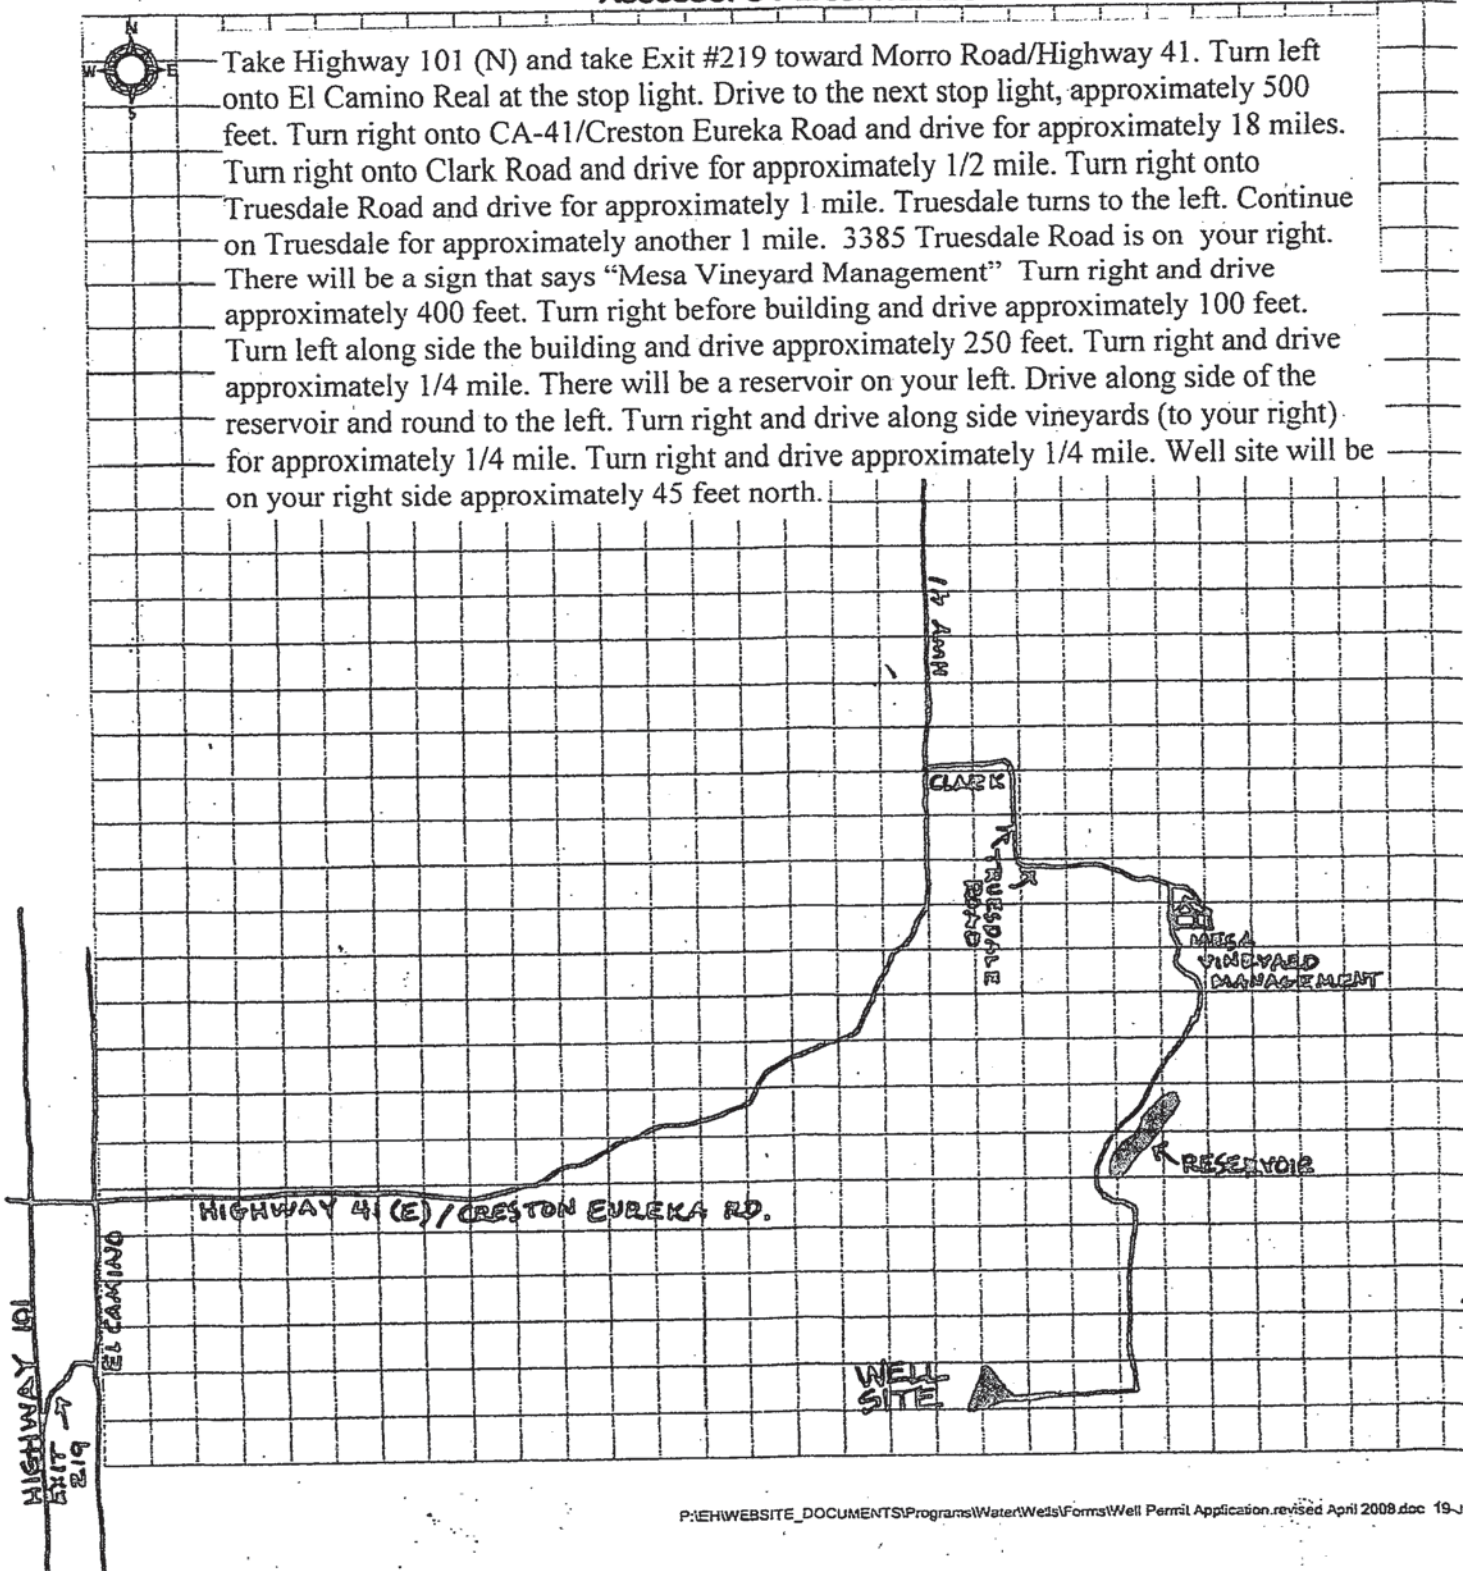 N
W E
S
Take Highway 101 (N) and take Exit #219 toward Morro Road/Highway 41. Turn left
onto El Camino Real at the stop light. Drive to the next stop light, approximately 500
feet. Turn right onto CA-41/Creston Eureka Road and drive for approximately 18 miles.
Turn right onto Clark Road and drive for approximately 1/2 mile. Turn right onto
Truesdale Road and drive for approximately 1 mile. Truesdale turns to the left. Continue
on Truesdale for approximately another 1 mile. 3385 Truesdale Road is on your right.
There will be a sign that says “Mesa Vineyard Management” Turn right and drive
approximately 400 feet. Turn right before building and drive approximately 100 feet.
Turn left along side the building and drive approximately 250 feet. Turn right and drive
approximately 1/4 mile. There will be a reservoir on your left. Drive along side of the
reservoir and round to the left. Turn right and drive along side vineyards (to your right)
for approximately 1/4 mile. Turn right and drive approximately 1/4 mile. Well site will be
on your right side approximately 45 feet north.
HWY 41
CLARK
TRUESDALE
ROAD
MESA
VINEYARD
MANAGEMENT
RESERVOIR
HIGHWAY 41 (E) / CRESTON EUREKA RD.
EL CAMINO
HIGHWAY 101
EXIT
219
WELL
SITE
P:\EH\WEBSITE_DOCUMENTS\Programs\Water\Wells\Forms\Well Permit Application.revised April 2008.doc 19-J